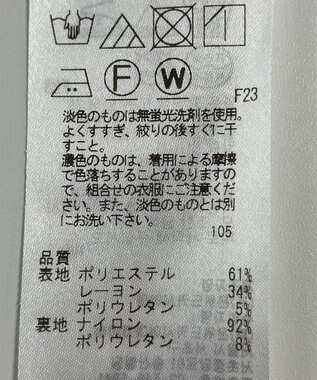 F W
F23
淡色のものは無蛍光洗剤を使用。
よくすすぎ、絞りの後すぐに干
すこと。
濃色のものは、着用による摩擦
で色落ちすることがありますの
で、組合せの衣服にご注意くだ
さい。また、淡色のものとは別
にお洗い下さい。
105
品質
表地 ポリエステル 61%
レーヨン 34%
ポリウレタン 5%
裏地 ナイロン 92%
ポリウレタン 8%